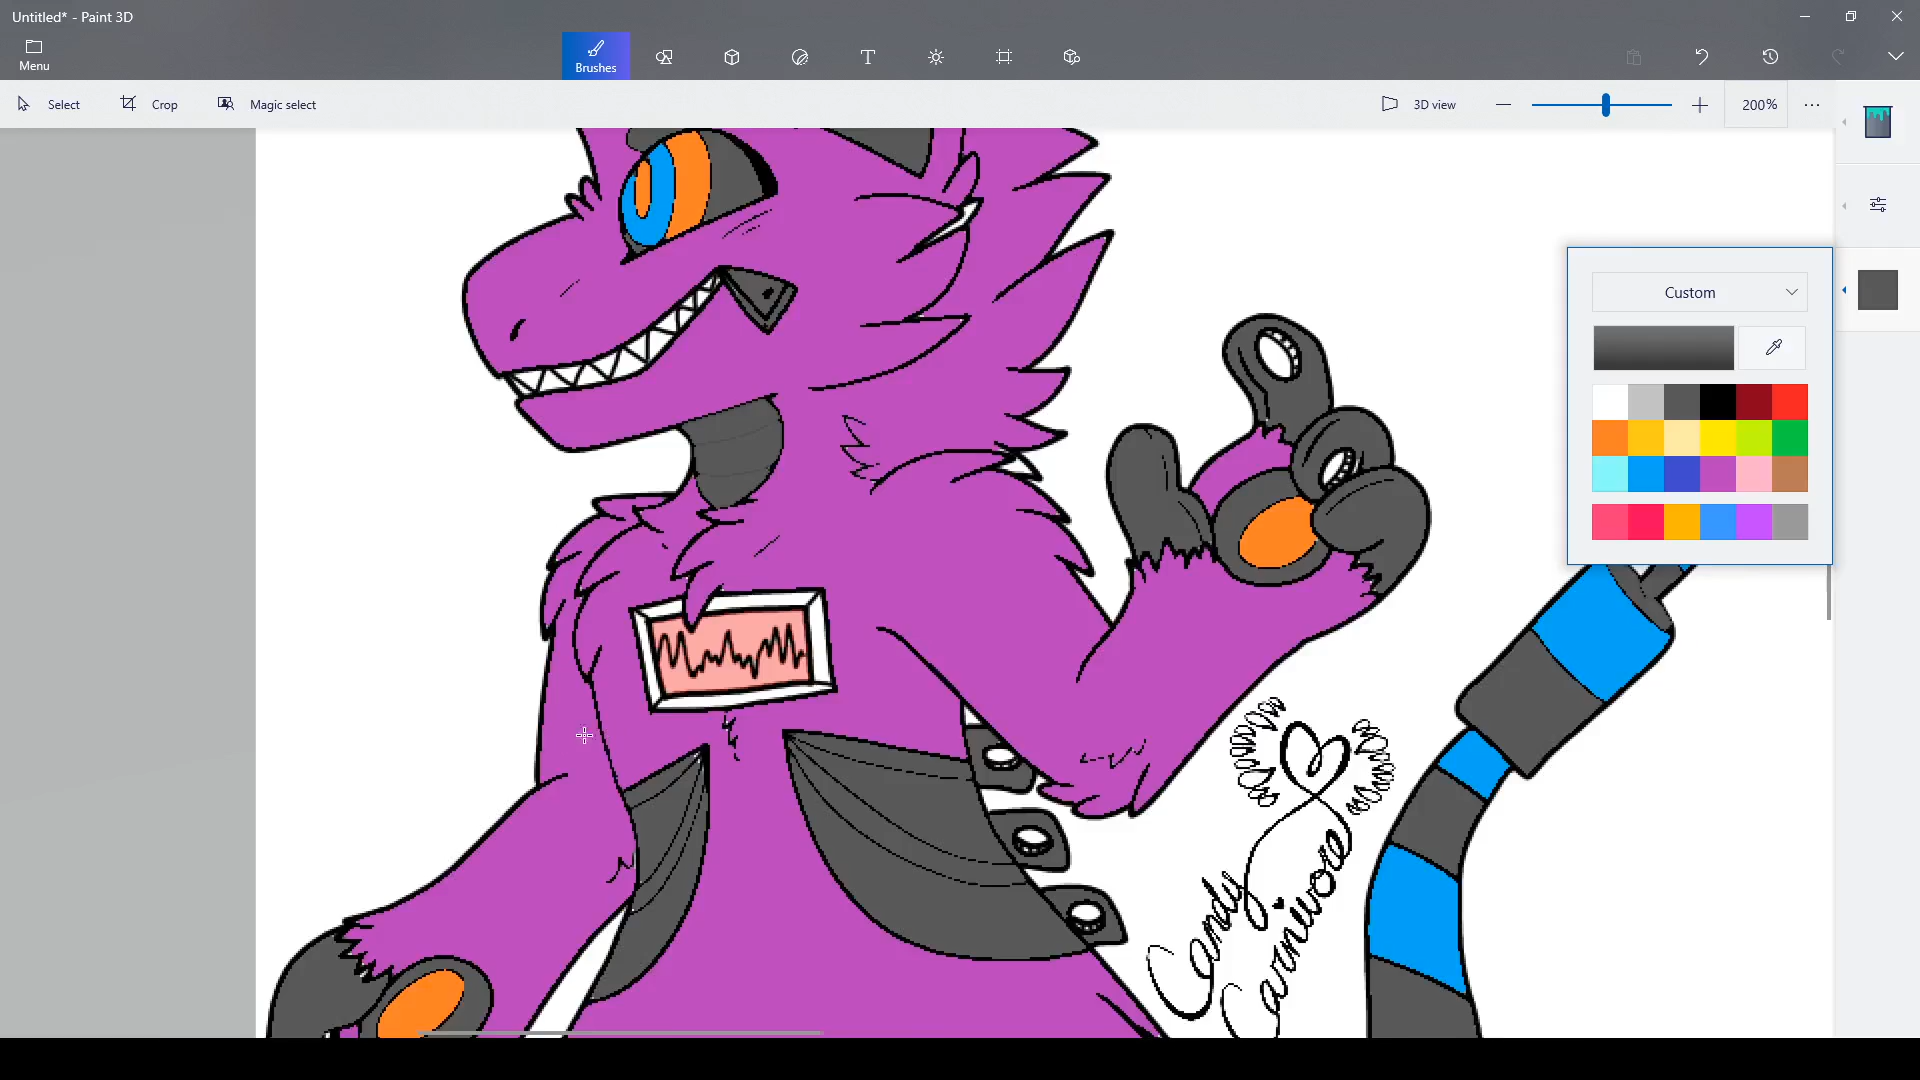 Untitled* - Paint 3D
Menu
Brushes
Select
Crop
Magic select
3D view
200%
Custom
Candy
Carnivore